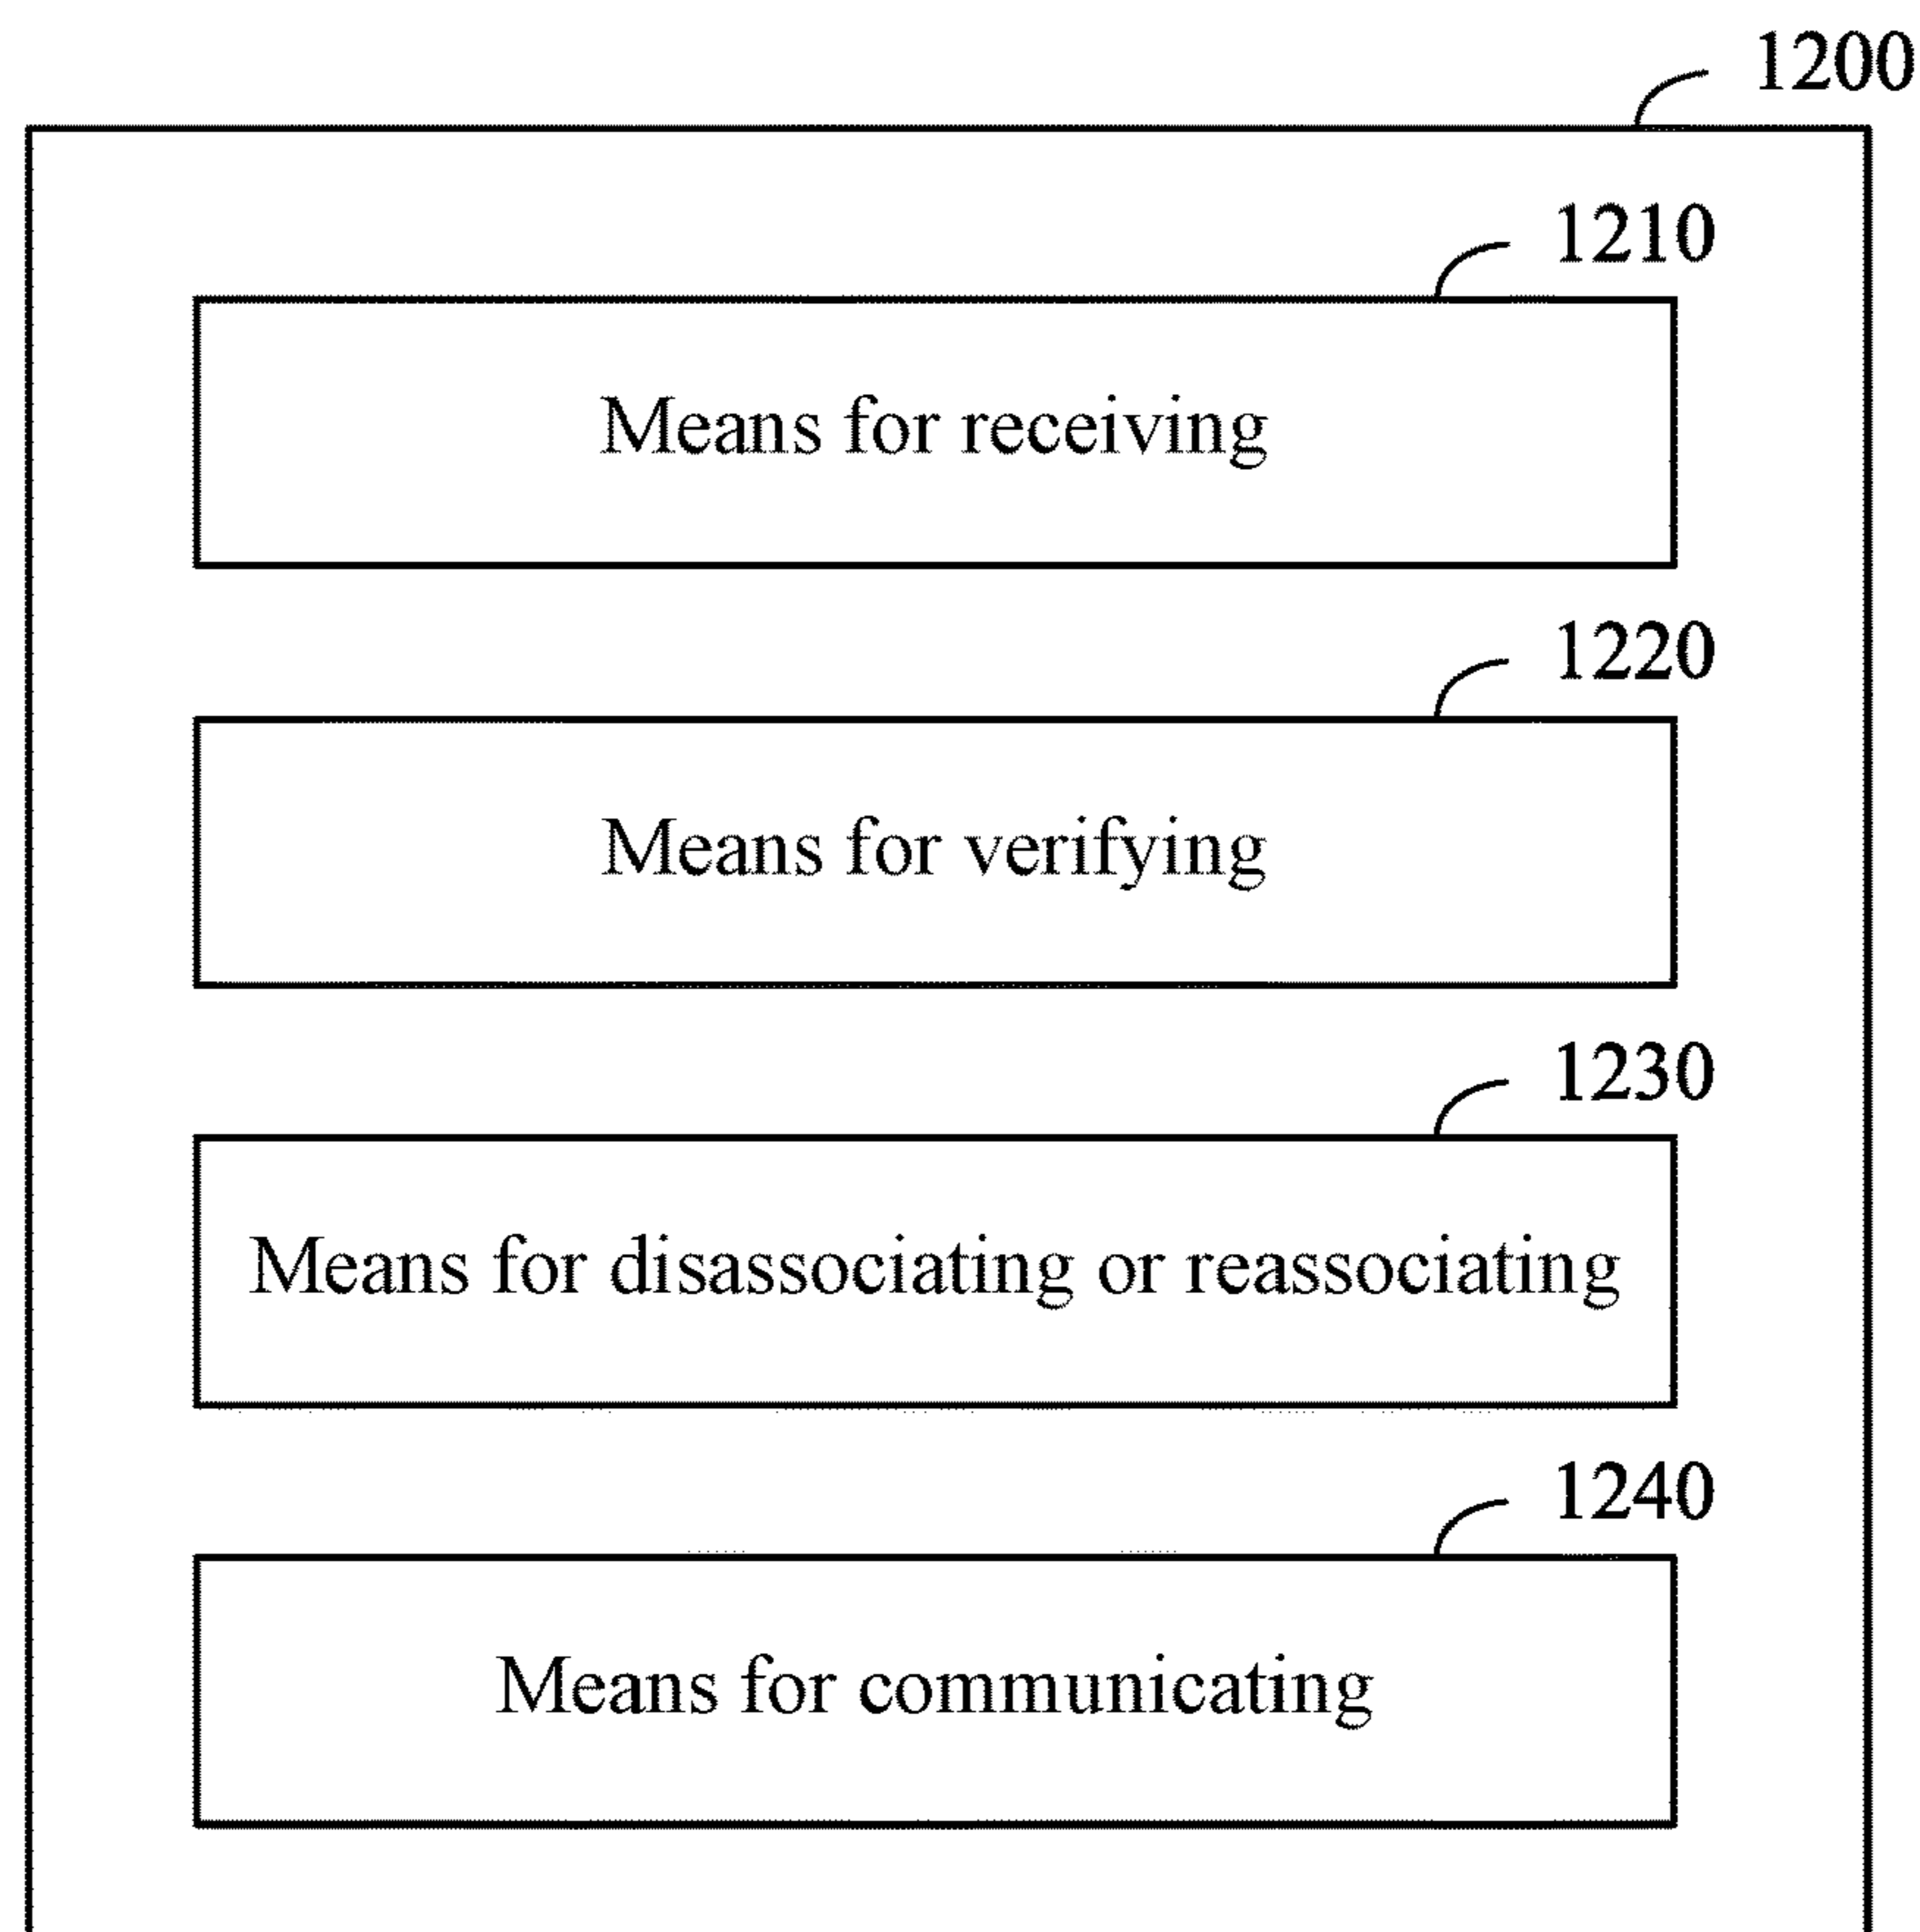 1200
1210
Means for receiving
1220
Means for verifying
1230
Means for disassociating or reassociating
1240
Means for communicating